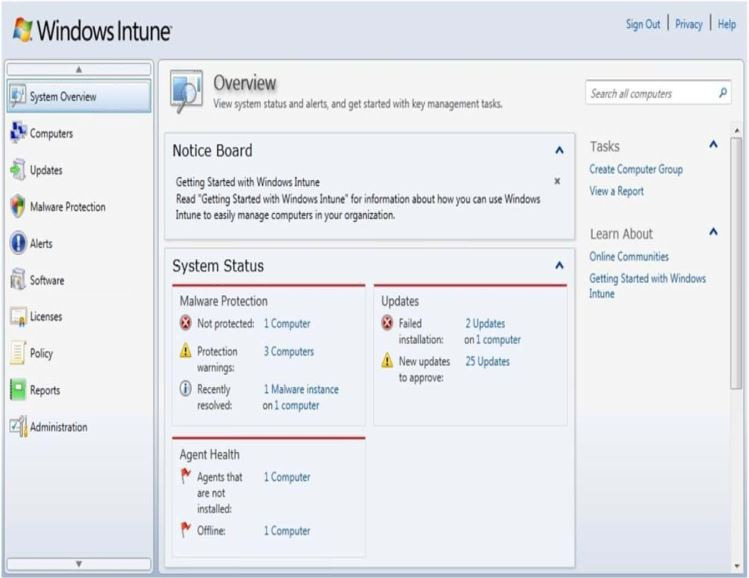 Windows Intune
Sign Out | Privacy | Help
System Overview
Computers
Updates
Malware Protection
Alerts
Software
Licenses
Policy
Reports
Administration
Overview
View system status and alerts, and get started with key management tasks.
Search all computers
Notice Board
Getting Started with Windows Intune x
Read "Getting Started with Windows Intune" for information about how you can use Windows
Intune to easily manage computers in your organization.
System Status
Malware Protection
Not protected: 1 Computer
Protection 3 Computers
warnings:
Recently 1 Malware instance
resolved: on 1 computer
Updates
Failed 2 Updates
installation: on 1 computer
New updates 25 Updates
to approve:
Agent Health
Agents that 1 Computer
are not
installed:
Offline: 1 Computer
Tasks
Create Computer Group
View a Report
Learn About
Online Communities
Getting Started with Windows
Intune